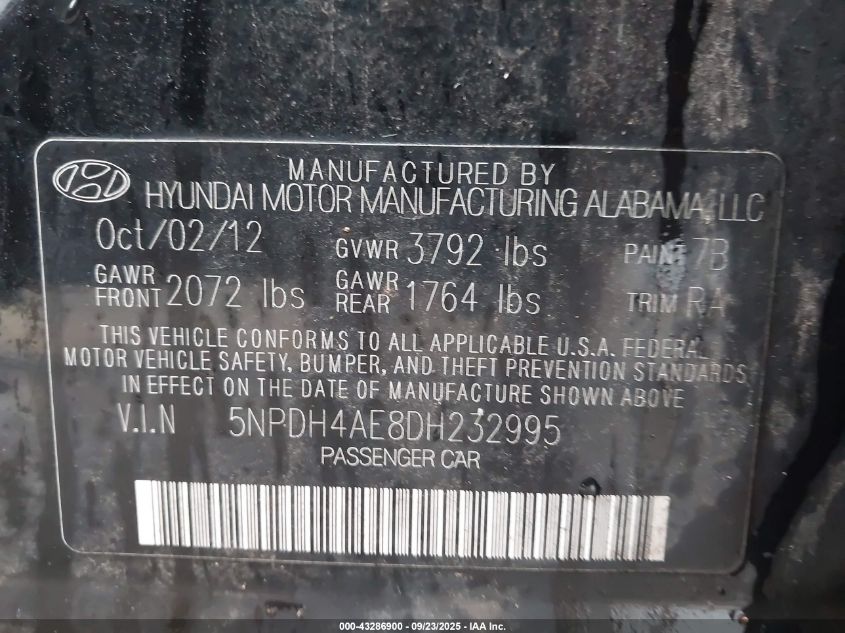 MANUFACTURED BY
HYUNDAI MOTOR MANUFACTURING ALABAMA, LLC
Oct/02/12 GVWR 3792 lbs PAINT 7B
GAWR FRONT 2072 lbs GAWR REAR 1764 lbs TRIM RA
THIS VEHICLE CONFORMS TO ALL APPLICABLE U.S.A. FEDERAL
MOTOR VEHICLE SAFETY, BUMPER, AND THEFT PREVENTION STANDARDS
IN EFFECT ON THE DATE OF MANUFACTURE SHOWN ABOVE
V.I.N 5NPDH4AE8DH232995
PASSENGER CAR
000-43286900 - 09/23/2025 - IAA Inc.